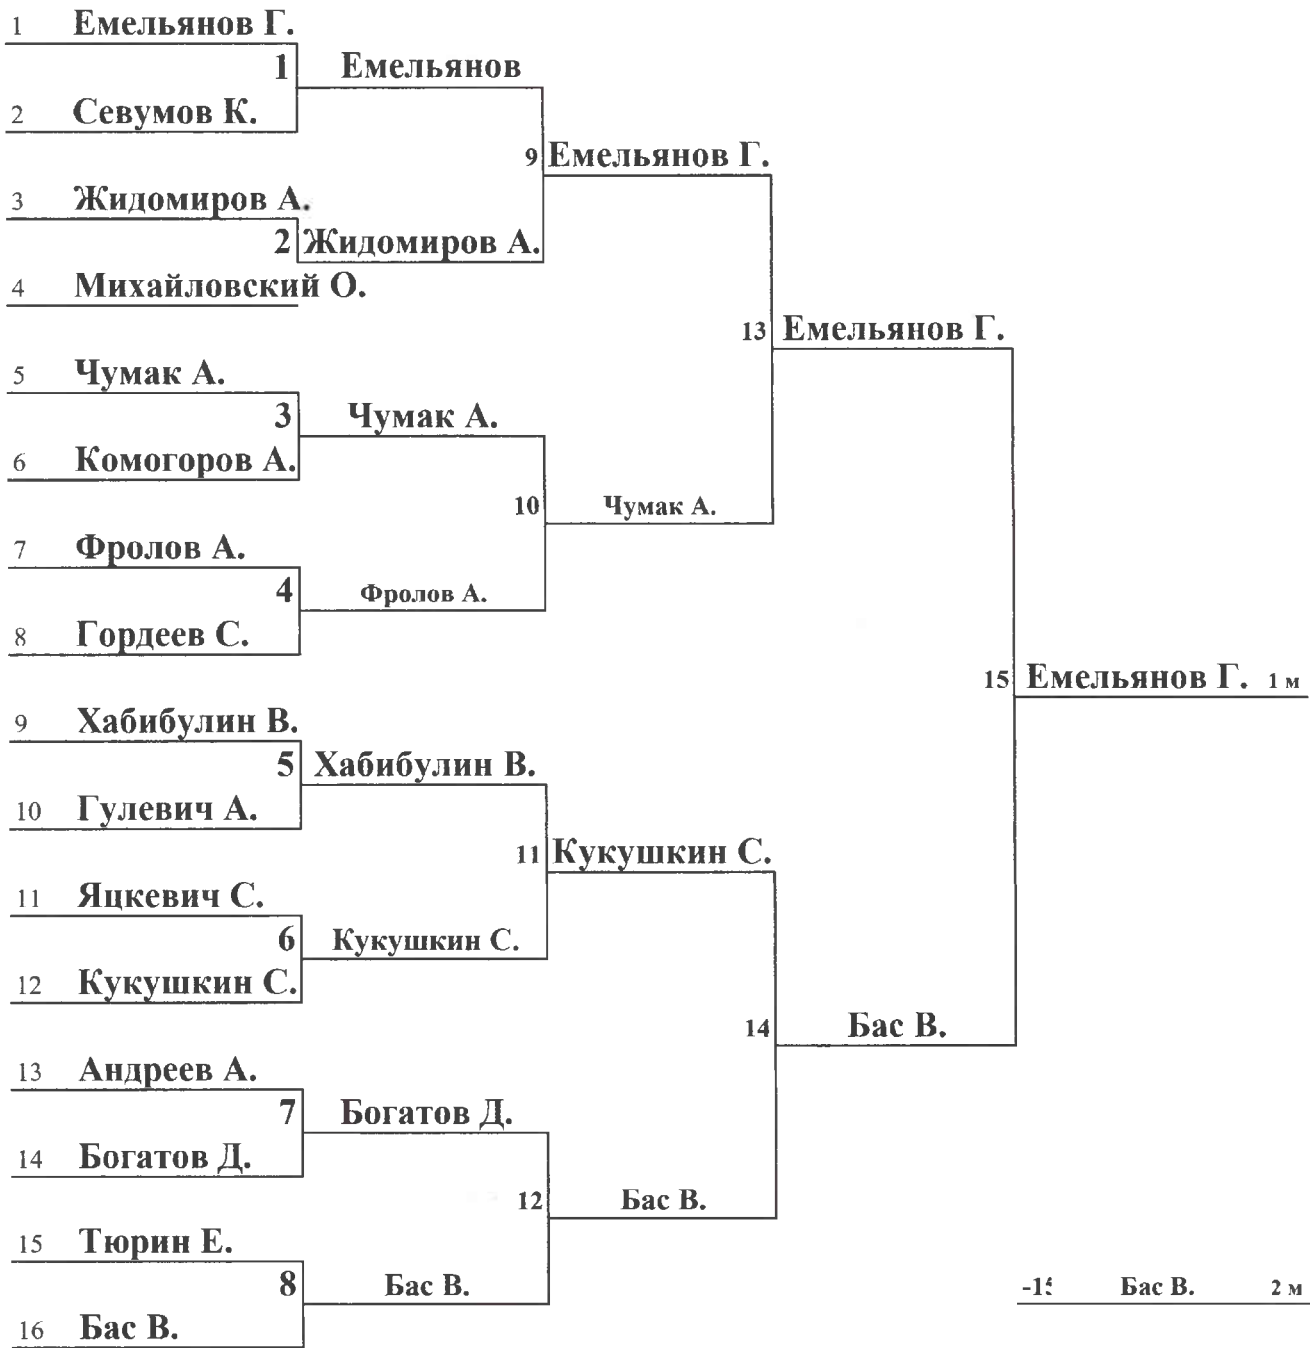 1 Емельянов Г.
1 Емельянов
2 Севумов К.
9 Емельянов Г.
3 Жидомиров А.
2 Жидомиров А.
4 Михайловский О.
13 Емельянов Г.
5 Чумак А.
3 Чумак А.
6 Комогоров А.
10 Чумак А.
7 Фролов А.
4 Фролов А.
8 Гордеев С.
15 Емельянов Г. 1 м
9 Хабибулин В.
5 Хабибулин В.
10 Гулевич А.
11 Кукушкин С.
11 Яцкевич С.
6 Кукушкин С.
12 Кукушкин С.
14 Бас В.
13 Андреев А.
7 Богатов Д.
14 Богатов Д.
12 Бас В.
15 Тюрин Е.
8 Бас В.
-15 Бас В. 2 м
16 Бас В.